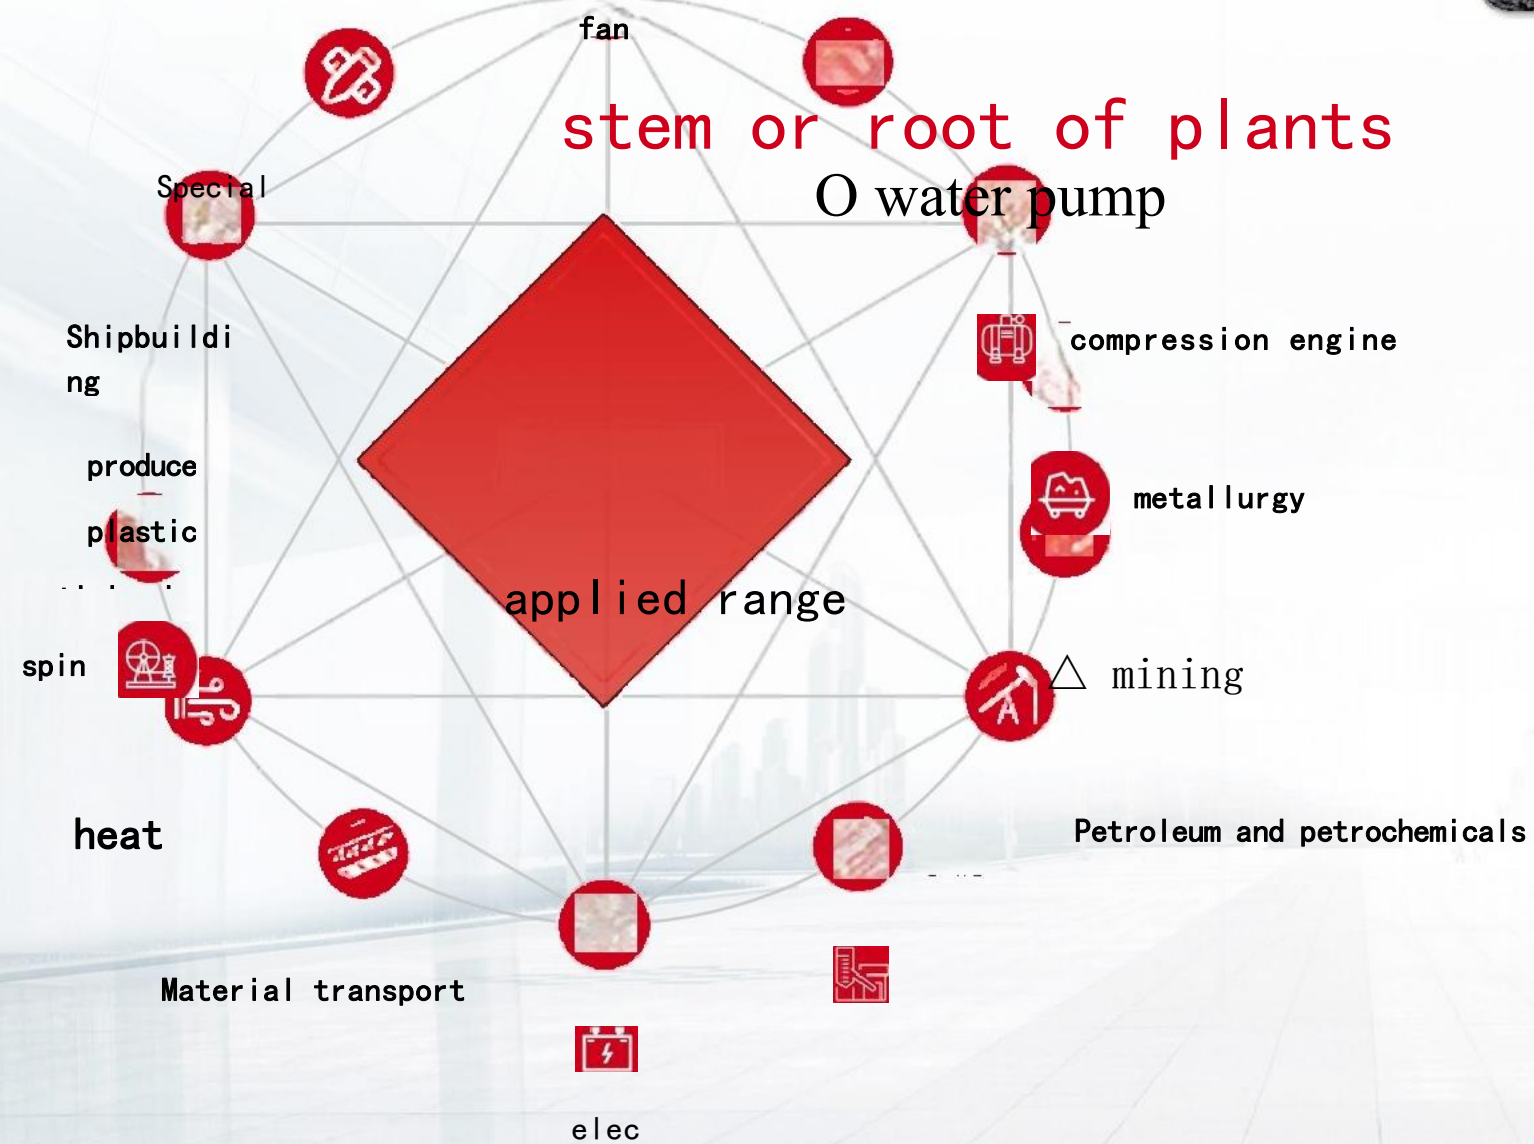 fan
stem or root of plants
Special
O water pump
Shipbuildi
ng
compression engine
produce
metallurgy
plastic
applied range
spin
△ mining
heat
Petroleum and petrochemicals
Material transport
elec